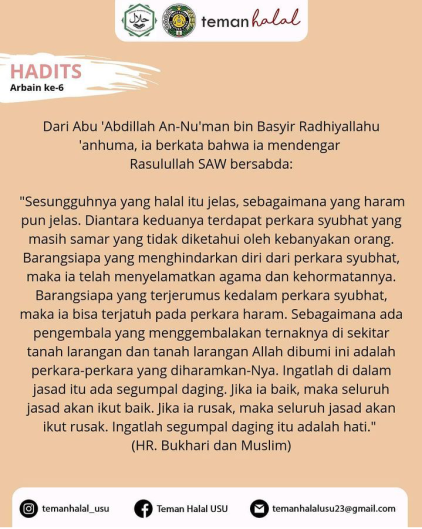 حلال
teman halal
HADITS
Arbain ke-6
Dari Abu 'Abdillah An-Nu'man bin Basyir Radhiyallahu
'anhuma, ia berkata bahwa ia mendengar
Rasulullah SAW bersabda:
"Sesungguhnya yang halal itu jelas, sebagaimana yang haram
pun jelas. Diantara keduanya terdapat perkara syubhat yang
masih samar yang tidak diketahui oleh kebanyakan orang.
Barangsiapa yang menghindarkan diri dari perkara syubhat,
maka ia telah menyelamatkan agama dan kehormatannya.
Barangsiapa yang terjerumus kedalam perkara syubhat,
maka ia bisa terjatuh pada perkara haram. Sebagaimana ada
pengembala yang menggembalakan ternaknya di sekitar
tanah larangan dan tanah larangan Allah dibumi ini adalah
perkara-perkara yang diharamkan-Nya. Ingatlah di dalam
jasad itu ada segumpal daging. Jika ia baik, maka seluruh
jasad akan ikut baik. Jika ia rusak, maka seluruh jasad akan
ikut rusak. Ingatlah segumpal daging itu adalah hati."
(HR. Bukhari dan Muslim)
temanhalal_usu
Teman Halal USU
temanhalalusu23@gmail.com